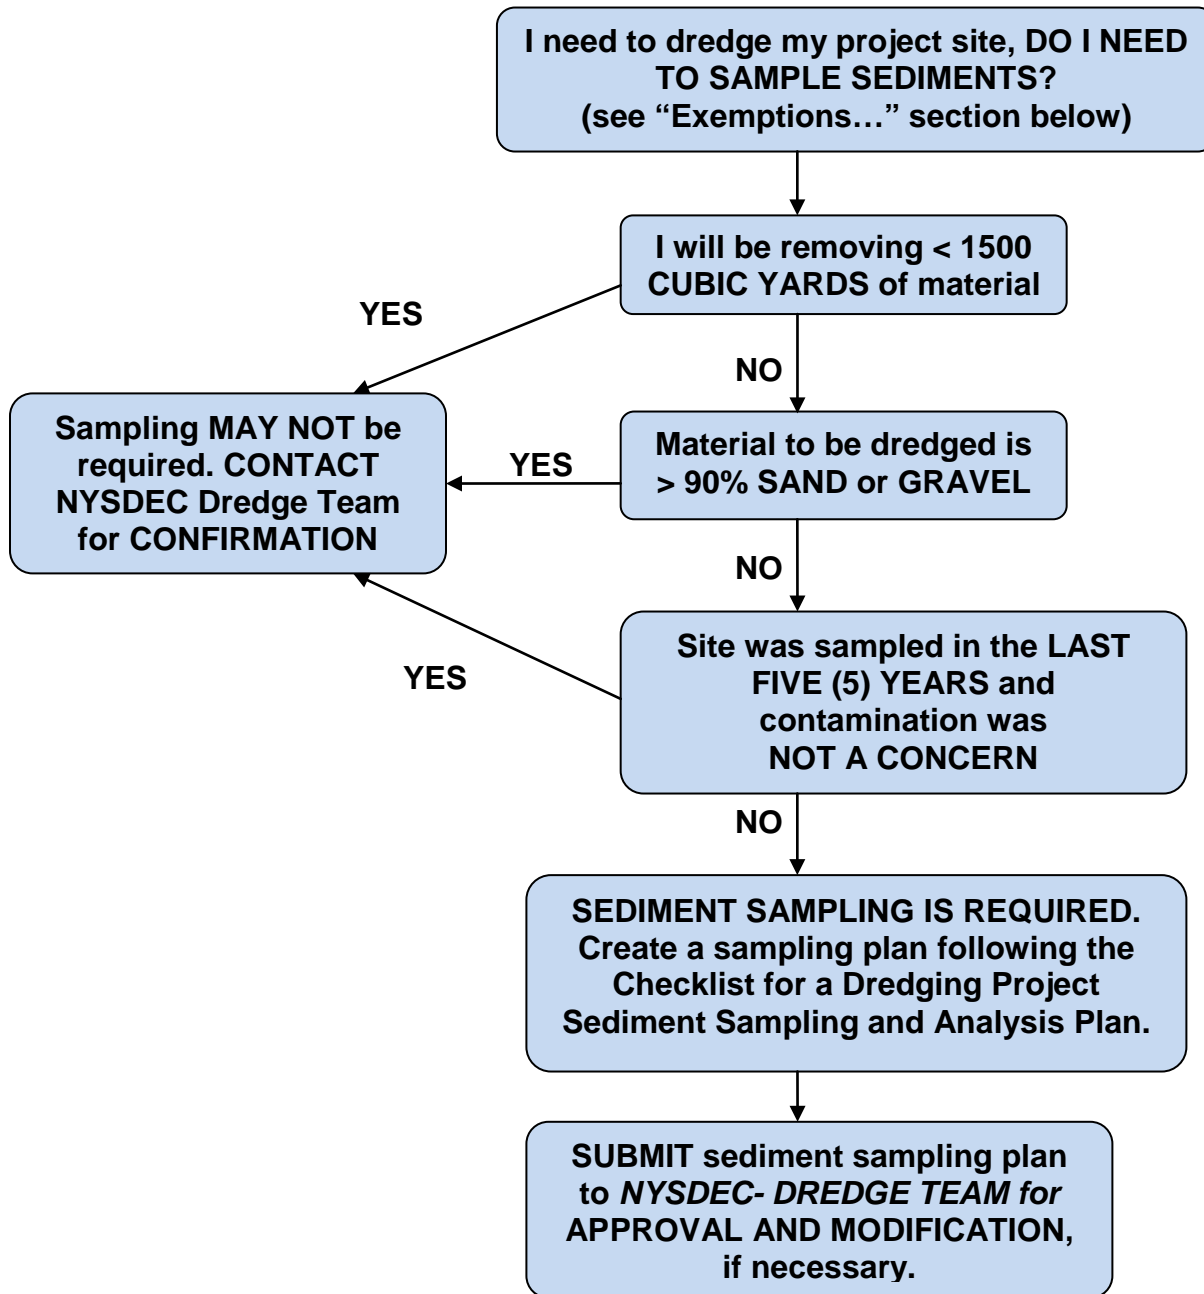 I need to dredge my project site, DO I NEED
TO SAMPLE SEDIMENTS?
(see “Exemptions…” section below)
I will be removing < 1500
CUBIC YARDS of material
YES
NO
Sampling MAY NOT be
required. CONTACT
NYSDEC Dredge Team
for CONFIRMATION
YES
Material to be dredged is
> 90% SAND or GRAVEL
NO
YES
Site was sampled in the LAST
FIVE (5) YEARS and
contamination was
NOT A CONCERN
NO
SEDIMENT SAMPLING IS REQUIRED.
Create a sampling plan following the
Checklist for a Dredging Project
Sediment Sampling and Analysis Plan.
SUBMIT sediment sampling plan
to NYSDEC- DREDGE TEAM for
APPROVAL AND MODIFICATION,
if necessary.